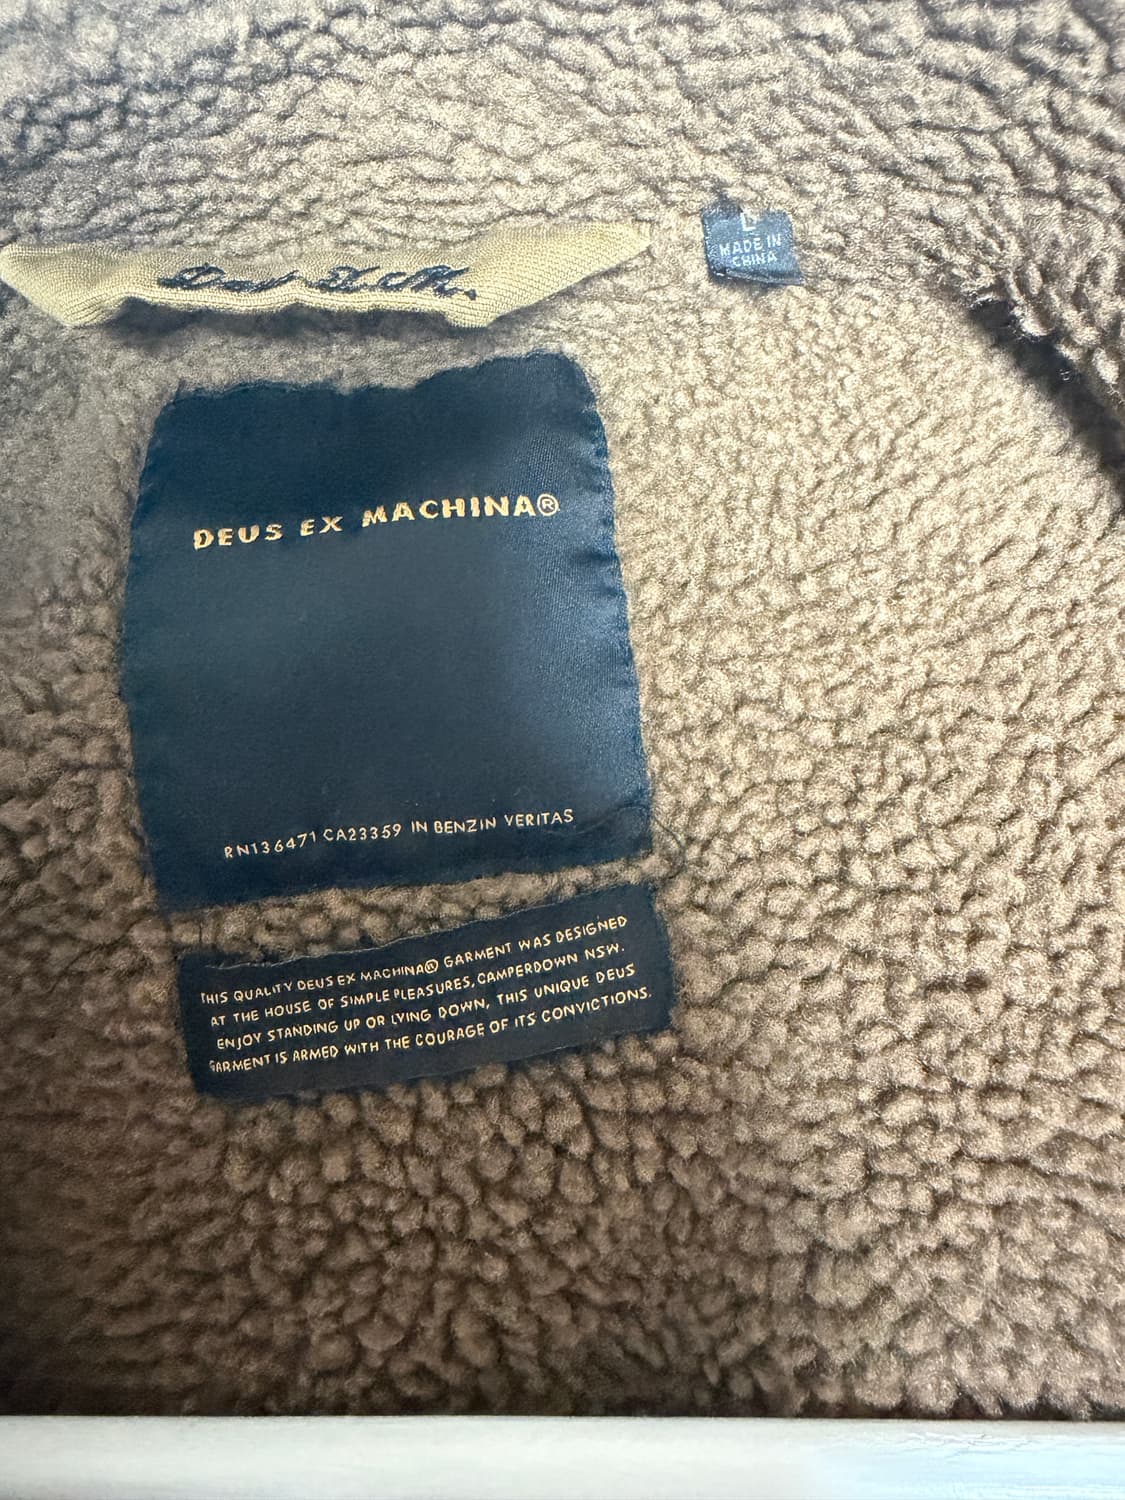 L
MADE IN
CHINA
DEUS EX MACHINA®
RN136471 CA23359 IN BENZIN VERITAS
THIS QUALITY DEUS EX MACHINA® GARMENT WAS DESIGNED
AT THE HOUSE OF SIMPLE PLEASURES, CAMPERDOWN NSW.
ENJOY STANDING UP OR LYING DOWN, THIS UNIQUE DEUS
GARMENT IS ARMED WITH THE COURAGE OF ITS CONVICTIONS.